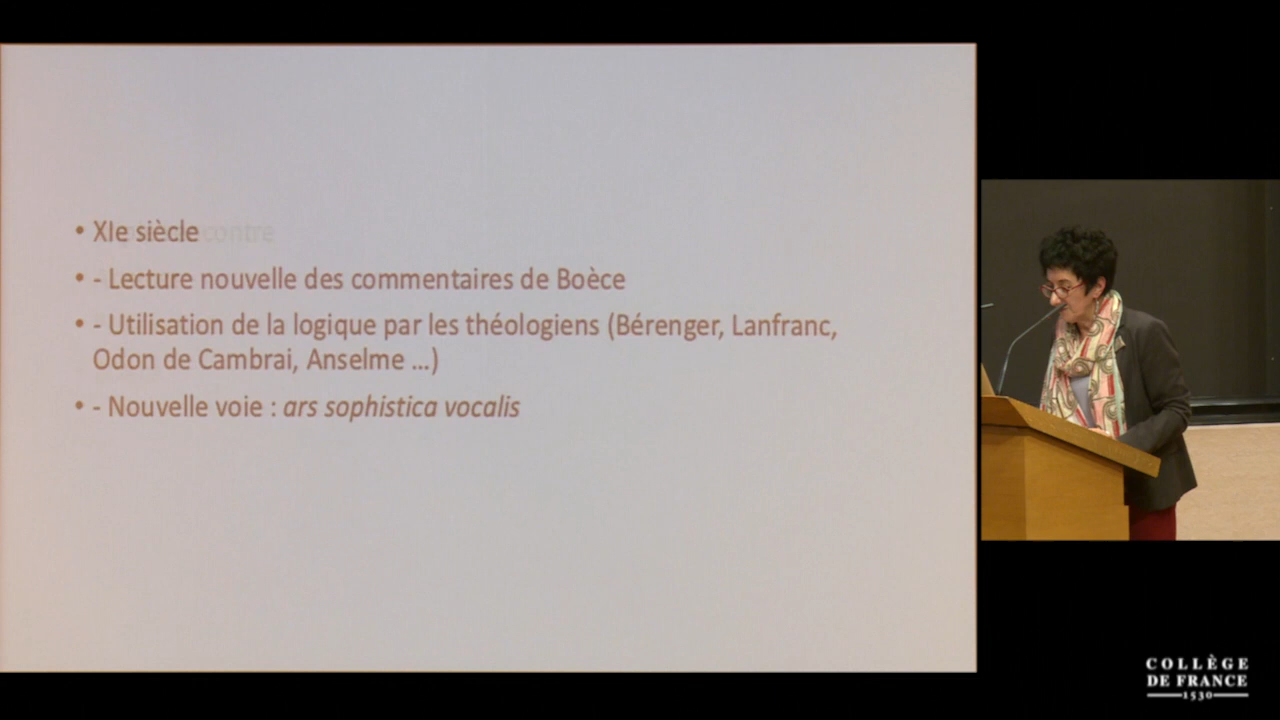 • XIe siècle
• - Lecture nouvelle des commentaires de Boèce
• - Utilisation de la logique par les théologiens (Bérenger, Lanfranc,
Odon de Cambrai, Anselme ...)
• - Nouvelle voie : ars sophistica vocalis
COLLÈGE
DE FRANCE
1530